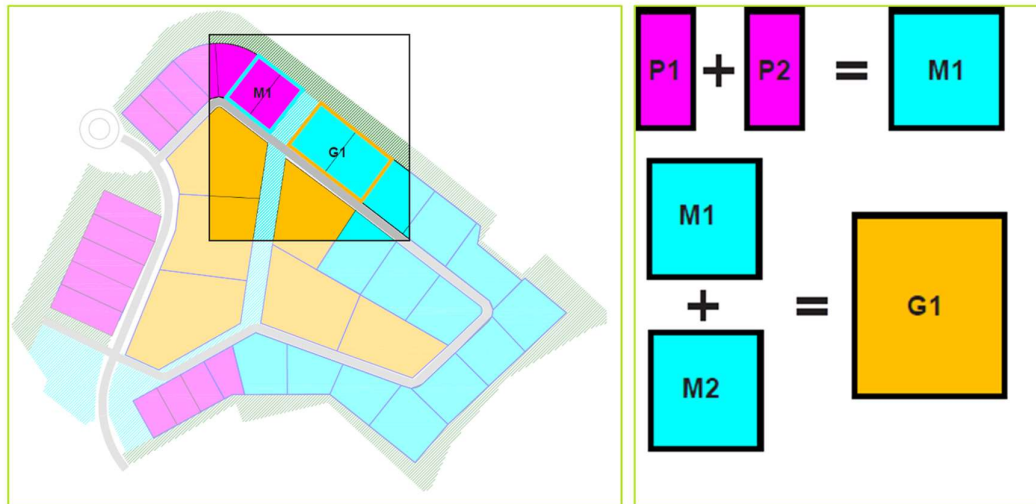 M1
G1
P1 + P2 = M1
M1
+
M2
= G1